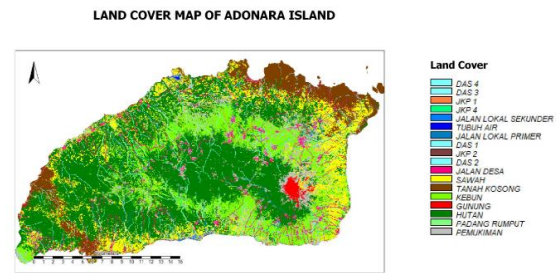 LAND COVER MAP OF ADONARA ISLAND
Land Cover
DAS 4
DAS 3
JKP 1
JKP 4
JALAN LOKAL SEKUNDER
TUBUH AIR
JALAN LOKAL PRIMER
DAS 1
JKP 2
DAS 2
JALAN DESA
SAWAH
TANAH KOSONG
KEBUN
GUNUNG
HUTAN
PADANG RUMPUT
PEMUKIMAN